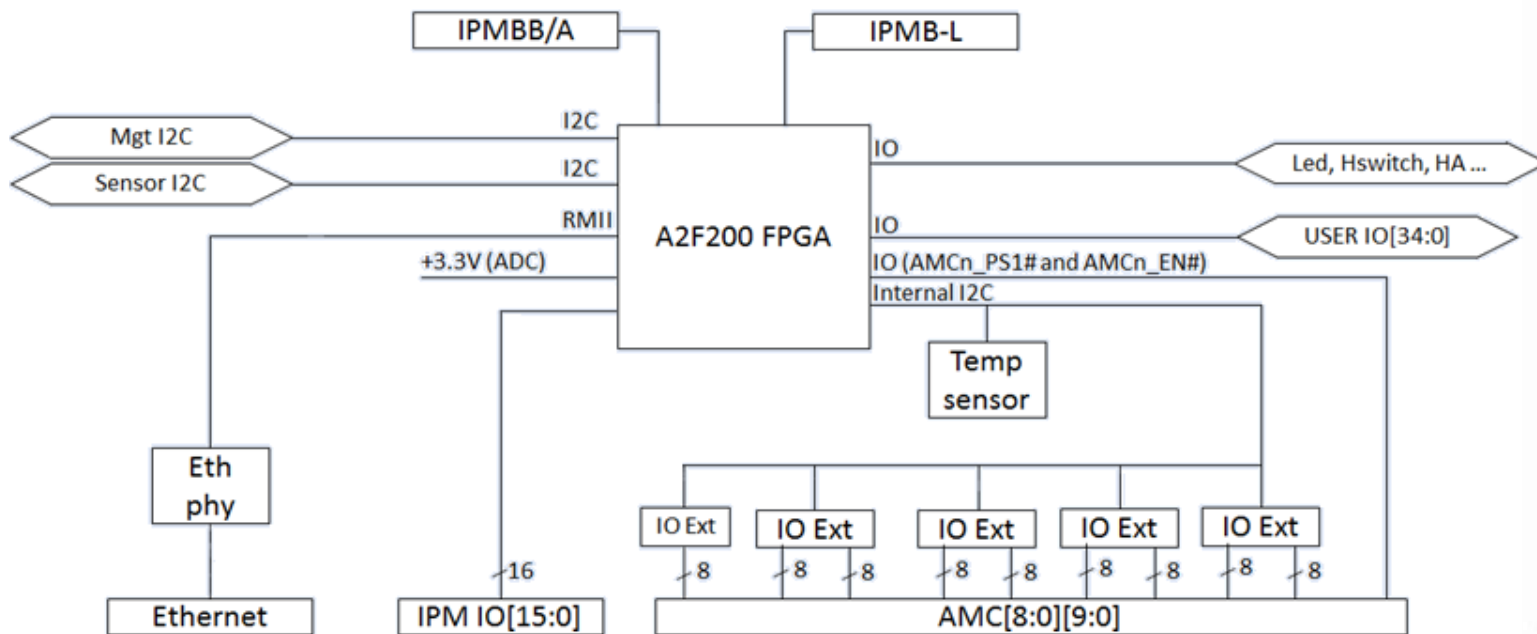 IPMBB/A
IPMB-L
I2C
Mgt I2C
IO
Led, Hswitch, HA ...
I2C
Sensor I2C
RMII
A2F200 FPGA
IO
USER IO[34:0]
+3.3V (ADC)
IO (AMCn_PS1# and AMCn_EN#)
Internal I2C
Temp
sensor
Eth
phy
IO Ext
IO Ext
IO Ext
IO Ext
IO Ext
16
8
8
8
8
8
8
8
8
8
Ethernet
IPM IO[15:0]
AMC[8:0][9:0]